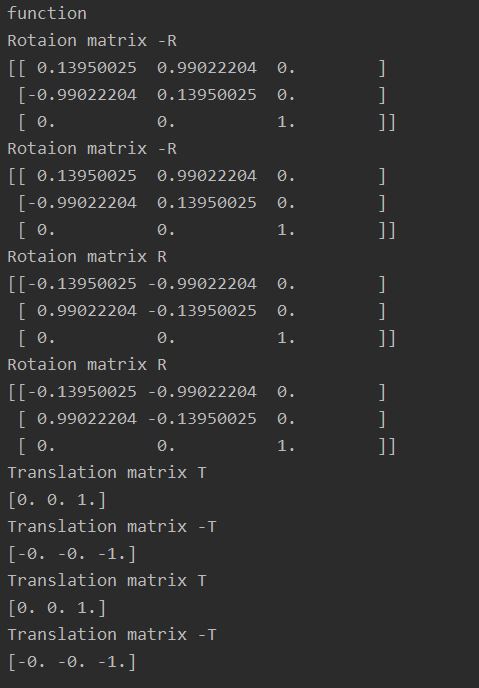 function
Rotaion matrix -R
[[ 0.13950025  0.99022204  0.        ]
 [-0.99022204  0.13950025  0.        ]
 [ 0.          0.          1.        ]]
Rotaion matrix -R
[[ 0.13950025  0.99022204  0.        ]
 [-0.99022204  0.13950025  0.        ]
 [ 0.          0.          1.        ]]
Rotaion matrix R
[[-0.13950025 -0.99022204  0.        ]
 [ 0.99022204 -0.13950025  0.        ]
 [ 0.          0.          1.        ]]
Rotaion matrix R
[[-0.13950025 -0.99022204  0.        ]
 [ 0.99022204 -0.13950025  0.        ]
 [ 0.          0.          1.        ]]
Translation matrix T
[0. 0. 1.]
Translation matrix -T
[-0. -0. -1.]
Translation matrix T
[0. 0. 1.]
Translation matrix -T
[-0. -0. -1.]